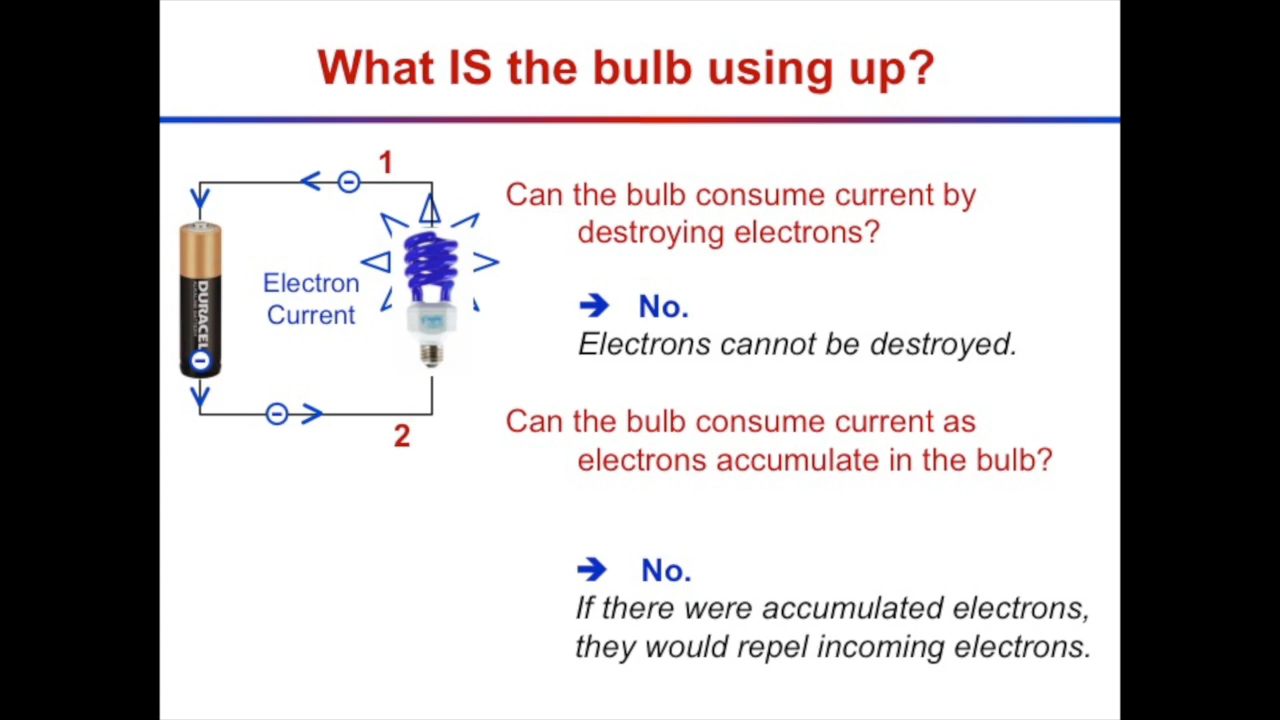 What IS the bulb using up?
1
Can the bulb consume current by
destroying electrons?
Electron
Current
DURACEL
➔ No.
Electrons cannot be destroyed.
Can the bulb consume current as
electrons accumulate in the bulb?
2
➔ No.
If there were accumulated electrons,
they would repel incoming electrons.